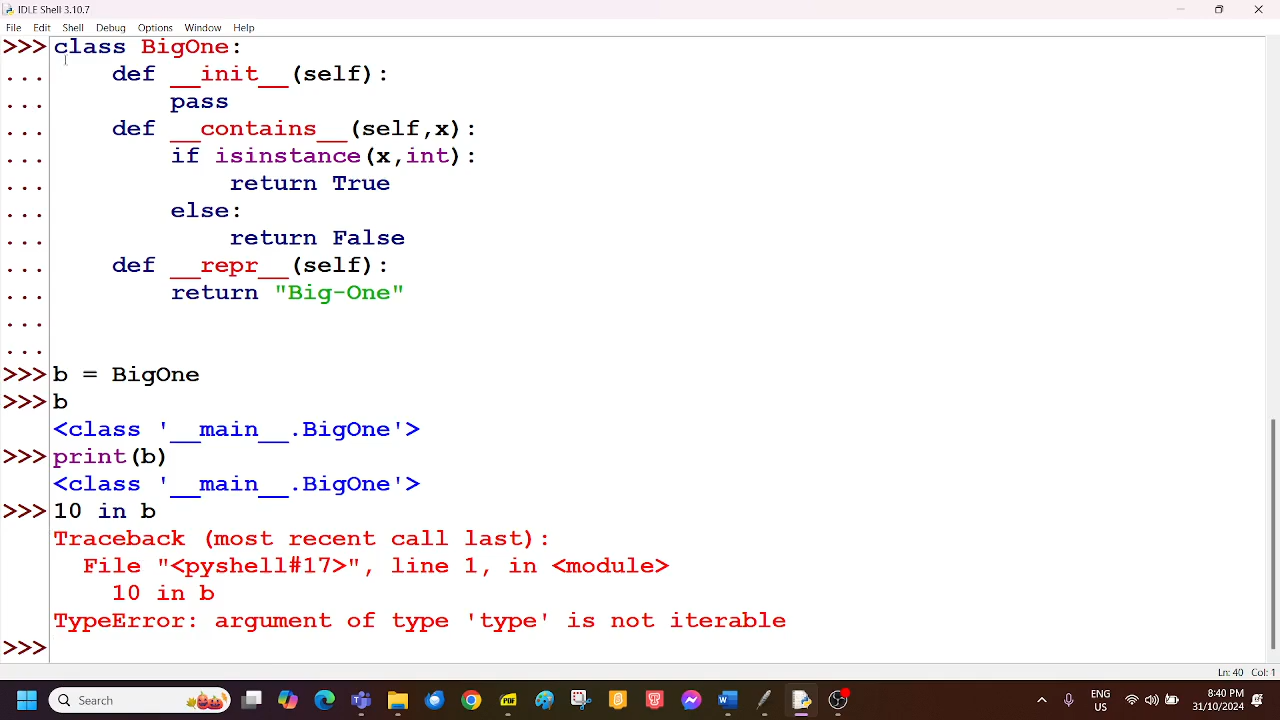 IDLE Shell 3.10.7
File Edit Shell Debug Options Window Help
>>> class BigOne:
...     def __init__(self):
...         pass
...     def __contains__(self,x):
...         if isinstance(x,int):
...             return True
...         else:
...             return False
...     def __repr__(self):
...         return "Big-One"
...
...
>>> b = BigOne
>>> b
<class '__main__.BigOne'>
>>> print(b)
<class '__main__.BigOne'>
>>> 10 in b
Traceback (most recent call last):
  File "<pyshell#17>", line 1, in <module>
    10 in b
TypeError: argument of type 'type' is not iterable
>>>
Ln: 40 Col: 1
Search
PDF
ENG
US
8:40 PM
31/10/2024